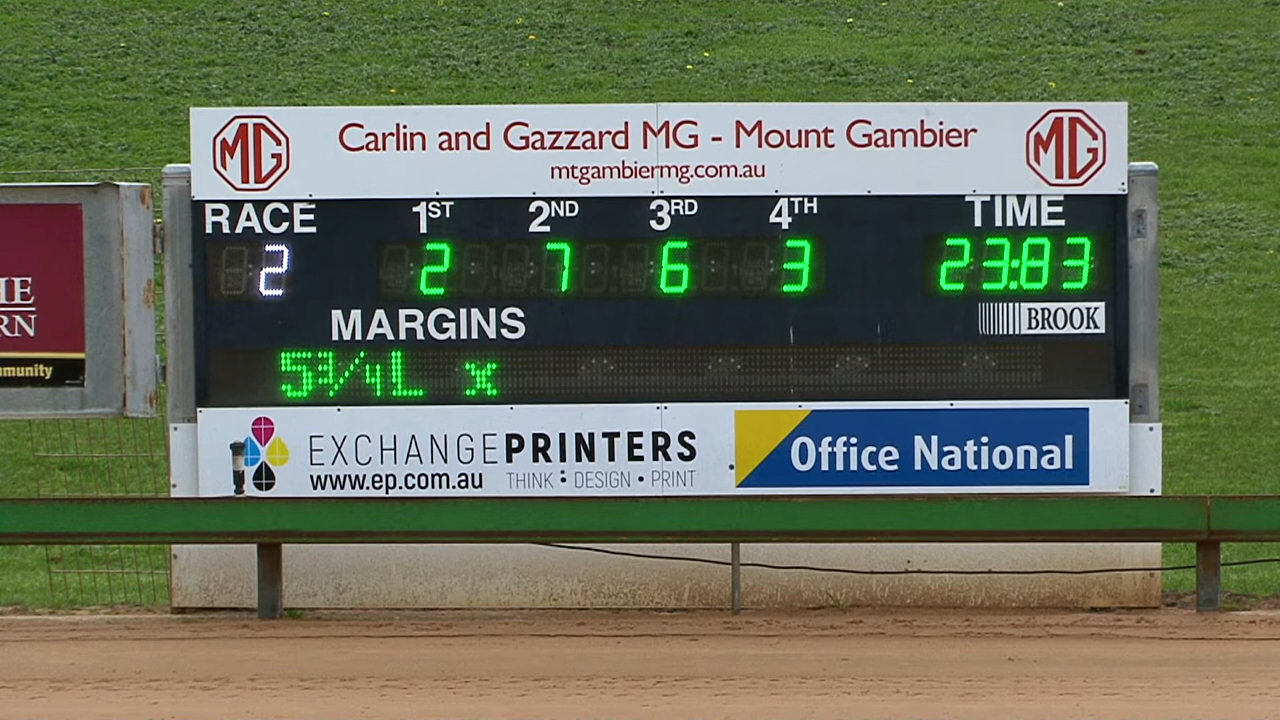 MG Carlin and Gazzard MG - Mount Gambier MG
mtgambiermg.com.au
RACE 1ST 2ND 3RD 4TH TIME
2 2 7 6 3 23:83
MARGINS BROOK
53/4L x
IE
RN
mmunity
EXCHANGEPRINTERS
www.ep.com.au THINK : DESIGN • PRINT
Office National